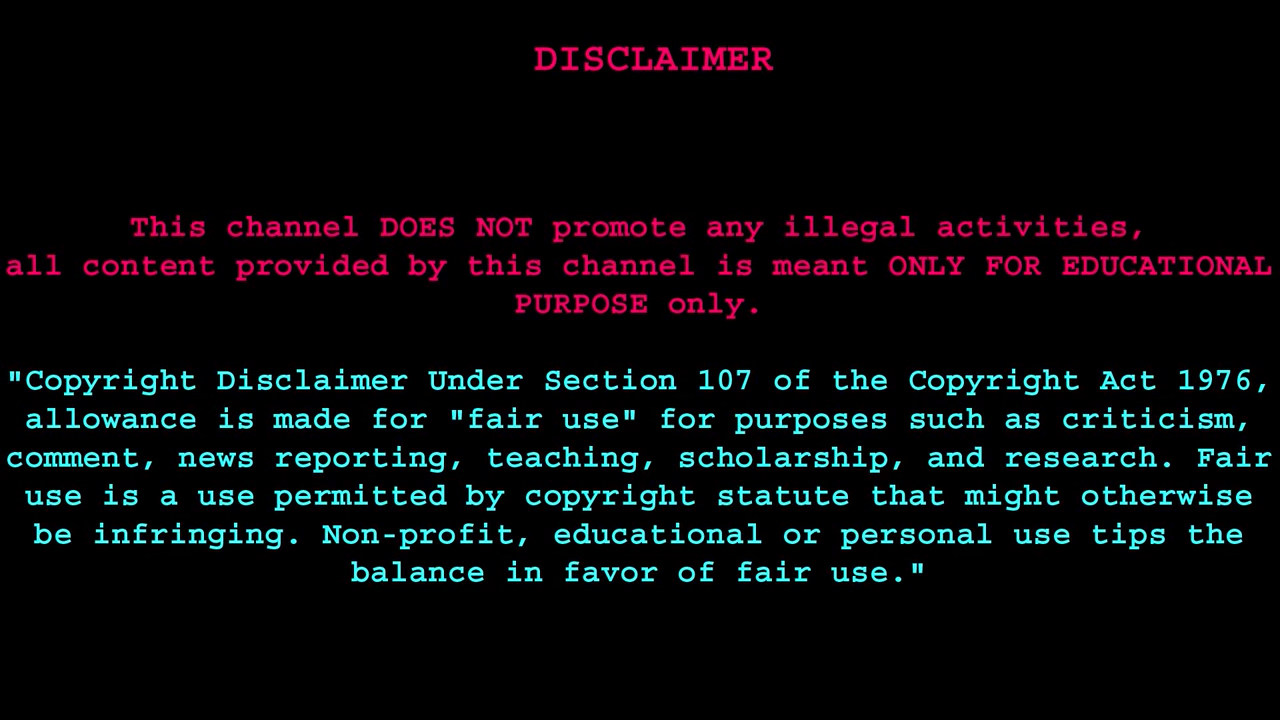 DISCLAIMER
This channel DOES NOT promote any illegal activities,
all content provided by this channel is meant ONLY FOR EDUCATIONAL
PURPOSE only.
"Copyright Disclaimer Under Section 107 of the Copyright Act 1976,
allowance is made for "fair use" for purposes such as criticism,
comment, news reporting, teaching, scholarship, and research. Fair
use is a use permitted by copyright statute that might otherwise
be infringing. Non-profit, educational or personal use tips the
balance in favor of fair use."